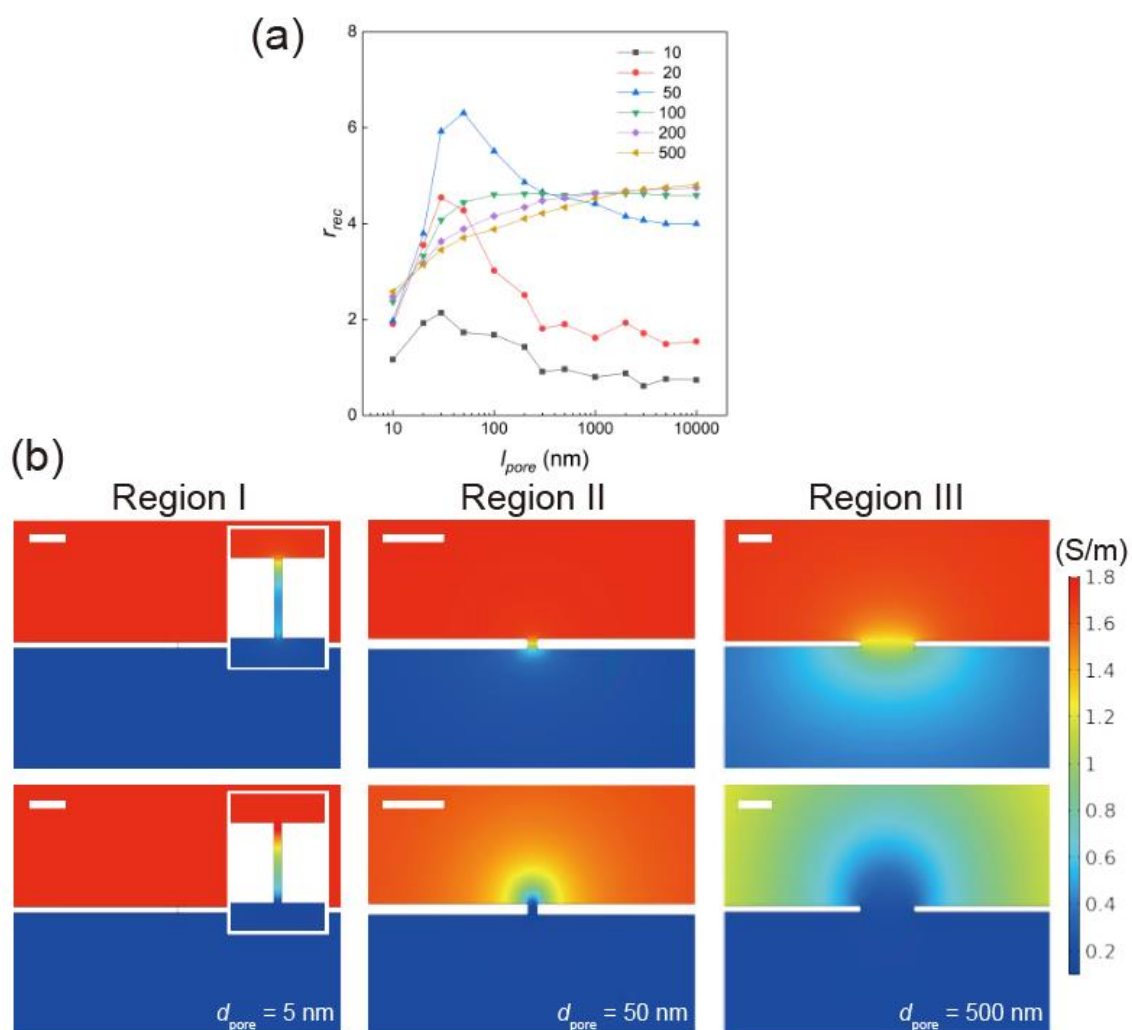 (a)
8
6
4
2
0
r_rec
10
20
50
100
200
500
10 100 1000 10000
l_pore (nm)
(b)
Region I Region II Region III
(S/m)
1.8
1.6
1.4
1.2
1
0.8
0.6
0.4
0.2
d_pore = 5 nm d_pore = 50 nm d_pore = 500 nm